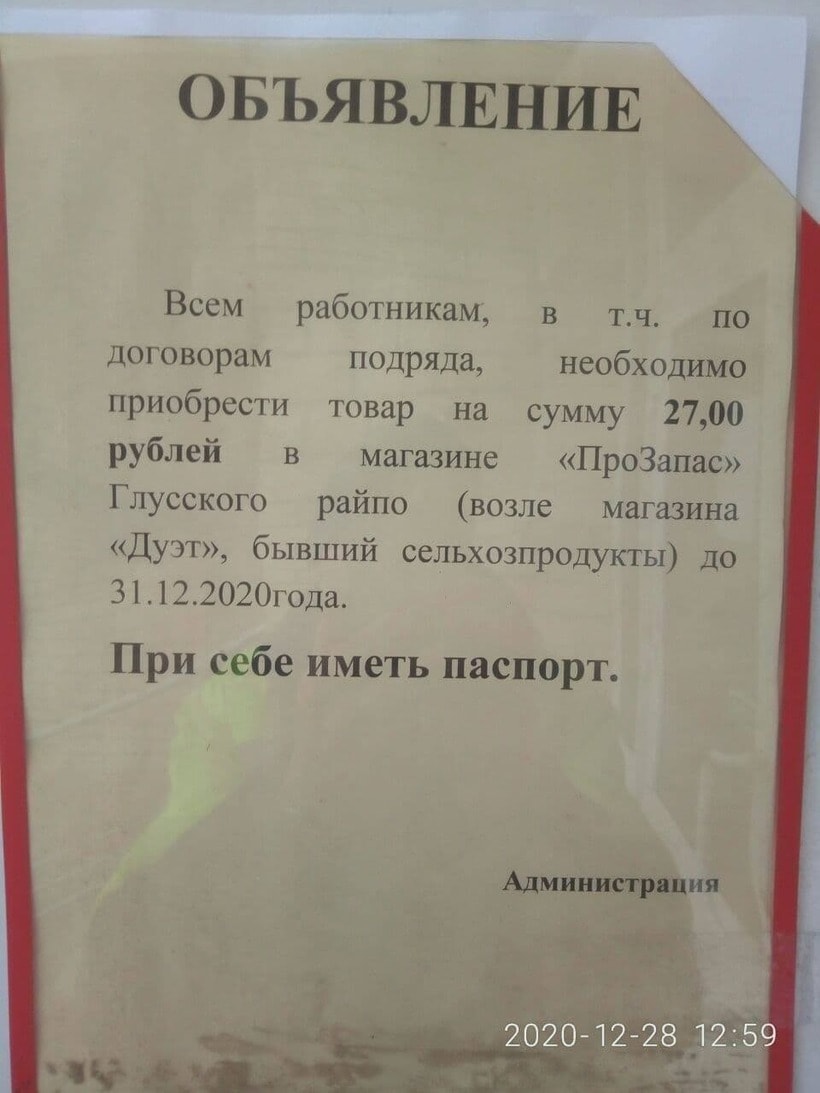 ОБЪЯВЛЕНИЕ
Всем работникам, в т.ч. по
договорам подряда, необходимо
приобрести товар на сумму 27,00
рублей в магазине «ПроЗапас»
Глусского райпо (возле магазина
«Дуэт», бывший сельхозпродукты) до
31.12.2020года.
При себе иметь паспорт.
Администрация
2020-12-28 12:59